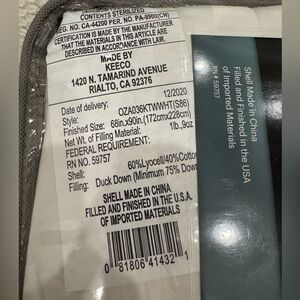 CONTENTS STERILIZED
REG. NO. CA-44200 PER. NO. PA-9900(CN)
CERTIFICATION IS MADE BY THE MANUFACTURER
THAT THE MATERIALS IN THIS ARTICLE ARE
DESCRIBED IN ACCORDANCE WITH LAW.
MADE BY
KEECO
1420 N. TAMARIND AVENUE
RIALTO, CA 92376
Date of delivery: 12/2020
Style: OZA036KTWWHT(S86)
Finished Size: 68in.x90in.(172cmx228cm)
Net Wt. of Filling Material: 1lb.,9oz.
FEDERAL REQUIREMENT:
RN NO. 59757
Shell: 60%Lyocell/40%Cotton
Filling: Duck Down (Minimum 75% Down
SHELL MADE IN CHINA
FILLED AND FINISHED IN THE U.S.A.
OF IMPORTED MATERIALS
0 81806 41432 1
Shell Made in China
Filled and Finished in the USA
of Imported Materials
RN# 59757